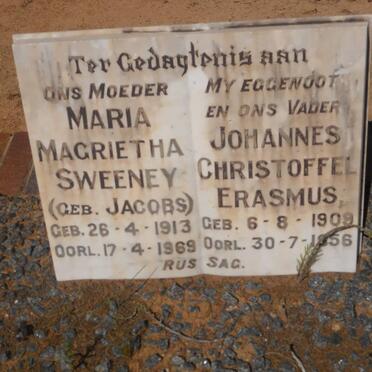 Ter Gedagtenis aan
ONS MOEDER
MARIA
MAGRIETHA
SWEENEY
(GEB. JACOBS)
GEB. 26-4-1913
OORL. 17-4-1969
MY EGGENOOT
EN ONS VADER
JOHANNES
CHRISTOFFEL
ERASMUS,
GEB. 6-8-1909
OORL. 30-7-1956
RUS SAG.